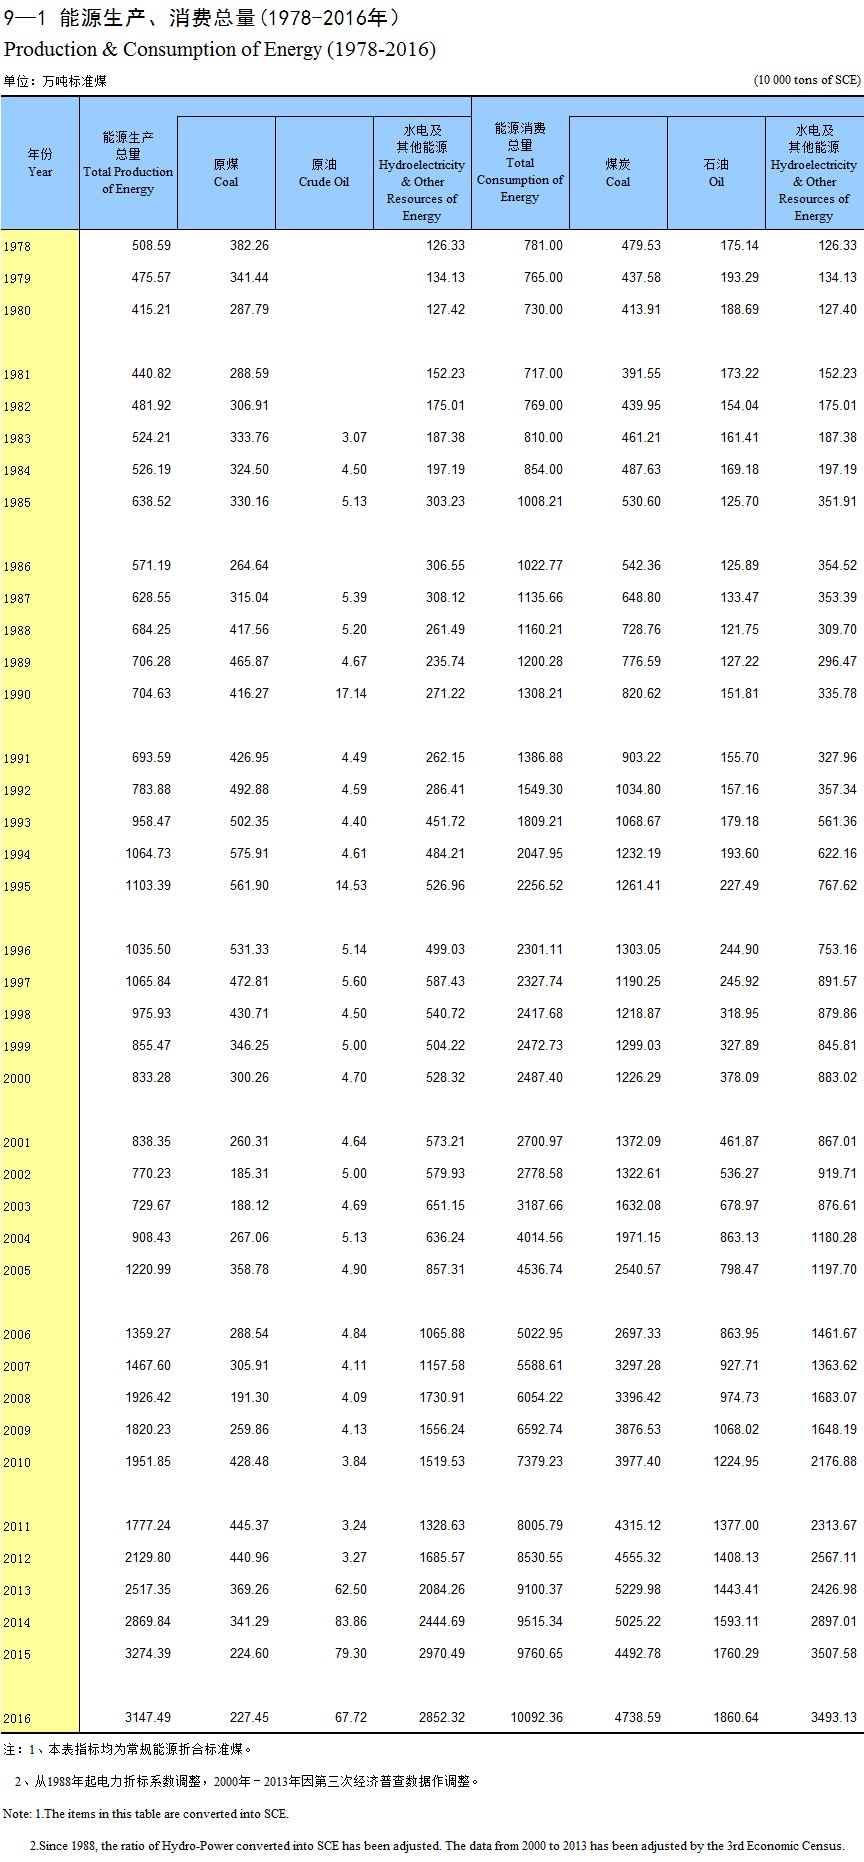 9—1 能源生产、消费总量(1978-2016年)
Production & Consumption of Energy (1978-2016)
单位：万吨标准煤 (10 000 tons of SCE)
年份 Year 能源生产总量 Total Production of Energy 原煤 Coal 原油 Crude Oil 水电及其他能源 Hydroelectricity & Other Resources of Energy 能源消费总量 Total Consumption of Energy 煤炭 Coal 石油 Oil 水电及其他能源 Hydroelectricity & Other Resources of Energy
1978 508.59 382.26 126.33 781.00 479.53 175.14 126.33
1979 475.57 341.44 134.13 765.00 437.58 193.29 134.13
1980 415.21 287.79 127.42 730.00 413.91 188.69 127.40
1981 440.82 288.59 152.23 717.00 391.55 173.22 152.23
1982 481.92 306.91 175.01 769.00 439.95 154.04 175.01
1983 524.21 333.76 3.07 187.38 810.00 461.21 161.41 187.38
1984 526.19 324.50 4.50 197.19 854.00 487.63 169.18 197.19
1985 638.52 330.16 5.13 303.23 1008.21 530.60 125.70 351.91
1986 571.19 264.64 306.55 1022.77 542.36 125.89 354.52
1987 628.55 315.04 5.39 308.12 1135.66 648.80 133.47 353.39
1988 684.25 417.56 5.20 261.49 1160.21 728.76 121.75 309.70
1989 706.28 465.87 4.67 235.74 1200.28 776.59 127.22 296.47
1990 704.63 416.27 17.14 271.22 1308.21 820.62 151.81 335.78
1991 693.59 426.95 4.49 262.15 1386.88 903.22 155.70 327.96
1992 783.88 492.88 4.59 286.41 1549.30 1034.80 157.16 357.34
1993 958.47 502.35 4.40 451.72 1809.21 1068.67 179.18 561.36
1994 1064.73 575.91 4.61 484.21 2047.95 1232.19 193.60 622.16
1995 1103.39 561.90 14.53 526.96 2256.52 1261.41 227.49 767.62
1996 1035.50 531.33 5.14 499.03 2301.11 1303.05 244.90 753.16
1997 1065.84 472.81 5.60 587.43 2327.74 1190.25 245.92 891.57
1998 975.93 430.71 4.50 540.72 2417.68 1218.87 318.95 879.86
1999 855.47 346.25 5.00 504.22 2472.73 1299.03 327.89 845.81
2000 833.28 300.26 4.70 528.32 2487.40 1226.29 378.09 883.02
2001 838.35 260.31 4.64 573.21 2700.97 1372.09 461.87 867.01
2002 770.23 185.31 5.00 579.93 2778.58 1322.61 536.27 919.71
2003 729.67 188.12 4.69 651.15 3187.66 1632.08 678.97 876.61
2004 908.43 267.06 5.13 636.24 4014.56 1971.15 863.13 1180.28
2005 1220.99 358.78 4.90 857.31 4536.74 2540.57 798.47 1197.70
2006 1359.27 288.54 4.84 1065.88 5022.95 2697.33 863.95 1461.67
2007 1467.60 305.91 4.11 1157.58 5588.61 3297.28 927.71 1363.62
2008 1926.42 191.30 4.09 1730.91 6054.22 3396.42 974.73 1683.07
2009 1820.23 259.86 4.13 1556.24 6592.74 3876.53 1068.02 1648.19
2010 1951.85 428.48 3.84 1519.53 7379.23 3977.40 1224.95 2176.88
2011 1777.24 445.37 3.24 1328.63 8005.79 4315.12 1377.00 2313.67
2012 2129.80 440.96 3.27 1685.57 8530.55 4555.32 1408.13 2567.11
2013 2517.35 369.26 62.50 2084.26 9100.37 5229.98 1443.41 2426.98
2014 2869.84 341.29 83.86 2444.69 9515.34 5025.22 1593.11 2897.01
2015 3274.39 224.60 79.30 2970.49 9760.65 4492.78 1760.29 3507.58
2016 3147.49 227.45 67.72 2852.32 10092.36 4738.59 1860.64 3493.13
注：1、本表指标均为常规能源折合标准煤。
2、从1988年起电力折标系数调整，2000年－2013年因第三次经济普查数据作调整。
Note: 1.The items in this table are converted into SCE.
2.Since 1988, the ratio of Hydro-Power converted into SCE has been adjusted. The data from 2000 to 2013 has been adjusted by the 3rd Economic Census.